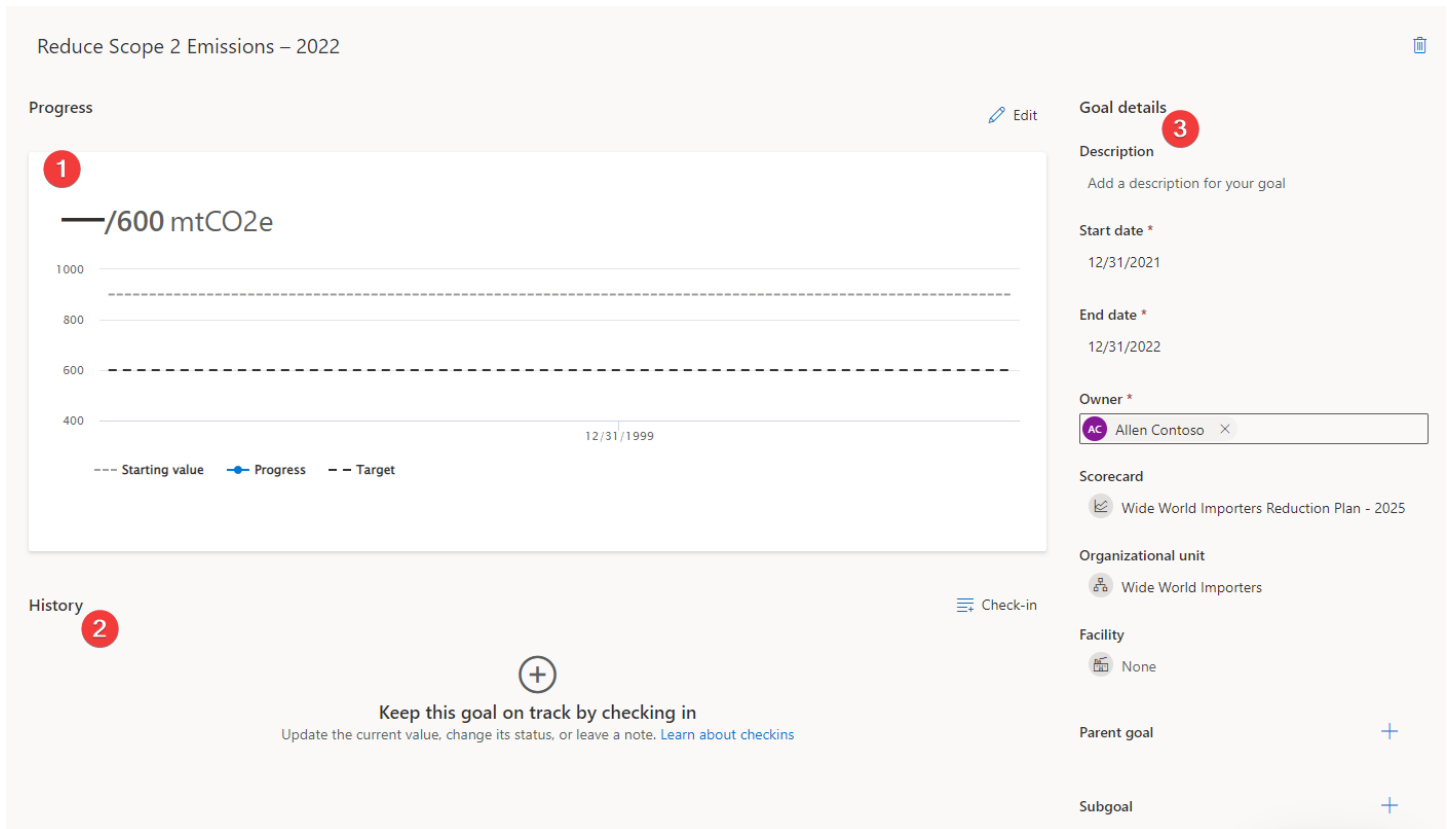 Reduce Scope 2 Emissions – 2022
Progress
Edit
1
—/600 mtCO2e
1000
800
600
400
12/31/1999
Starting value
Progress
Target
History
2
Check-in
Keep this goal on track by checking in
Update the current value, change its status, or leave a note. Learn about checkins
Goal details
3
Description
Add a description for your goal
Start date *
12/31/2021
End date *
12/31/2022
Owner *
AC Allen Contoso
Scorecard
Wide World Importers Reduction Plan - 2025
Organizational unit
Wide World Importers
Facility
None
Parent goal
Subgoal